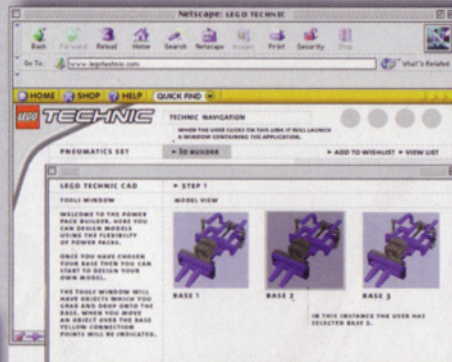 Netscape: LEGO TECHNIC
Back Forward Reload Home Search Netscape Images Print Security Stop
Go To: www.legotechnic.com What's Related
HOME SHOP HELP QUICK FIND
LEGO TECHNIC
TECHNIC NAVIGATION
WHEN THE USER CLICKS ON THIS LINK IT WILL LAUNCH
A WINDOW CONTAINING THE APPLICATION.
PNEUMATICS SET ▸ 3D BUILDER ▸ ADD TO WISHLIST ▸ VIEW LIST
LEGO TECHNIC CAD ▸ STEP 1
TOOLS WINDOW MODEL VIEW
WELCOME TO THE POWER
PACK BUILDER. HERE YOU
CAN DESIGN MODELS
USING THE FLEXIBILTY
OF POWER PACKS.
ONCE YOU HAVE CHOSEN
YOUR BASE THEN YOU CAN
START TO DESIGN YOUR
OWN MODEL.
THE TOOLS WINDOW WILL
HAVE OBJECTS WHICH YOU
GRAB AND DROP ONTO THE
BASE. WHEN YOU MOVE
AN OBJECT OVER THE BASE
YELLOW CONNECTION
POINTS WILL BE INDICATED.
BASE 1 BASE 2 BASE 3
IN THIS INSTANCE THE USER HAS
SELECTED BASE 2.